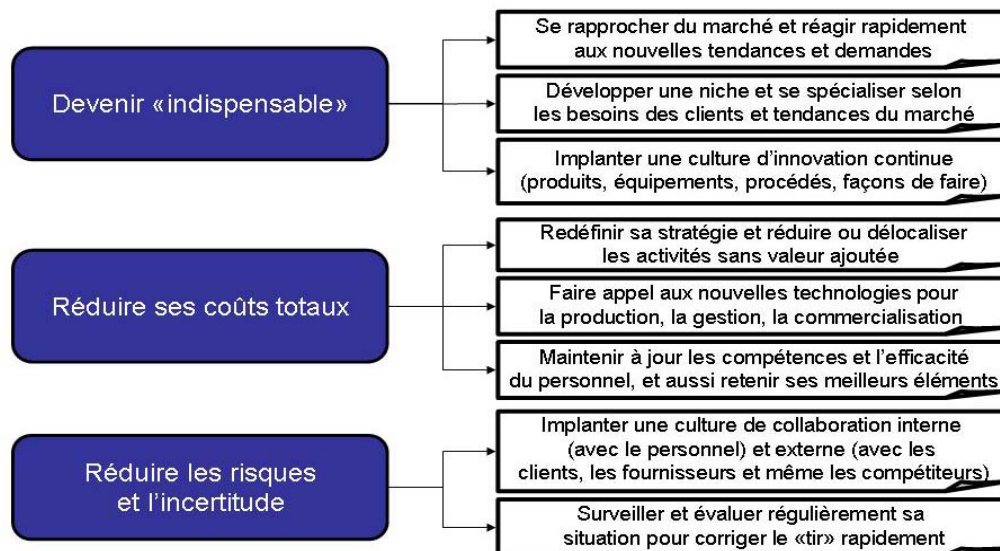 Devenir «indispensable»
Se rapprocher du marché et réagir rapidement
aux nouvelles tendances et demandes
Développer une niche et se spécialiser selon
les besoins des clients et tendances du marché
Implanter une culture d'innovation continue
(produits, équipements, procédés, façons de faire)
Réduire ses coûts totaux
Redéfinir sa stratégie et réduire ou délocaliser
les activités sans valeur ajoutée
Faire appel aux nouvelles technologies pour
la production, la gestion, la commercialisation
Maintenir à jour les compétences et l'efficacité
du personnel, et aussi retenir ses meilleurs éléments
Réduire les risques
et l'incertitude
Implanter une culture de collaboration interne
(avec le personnel) et externe (avec les
clients, les fournisseurs et même les compétiteurs)
Surveiller et évaluer régulièrement sa
situation pour corriger le «tir» rapidement